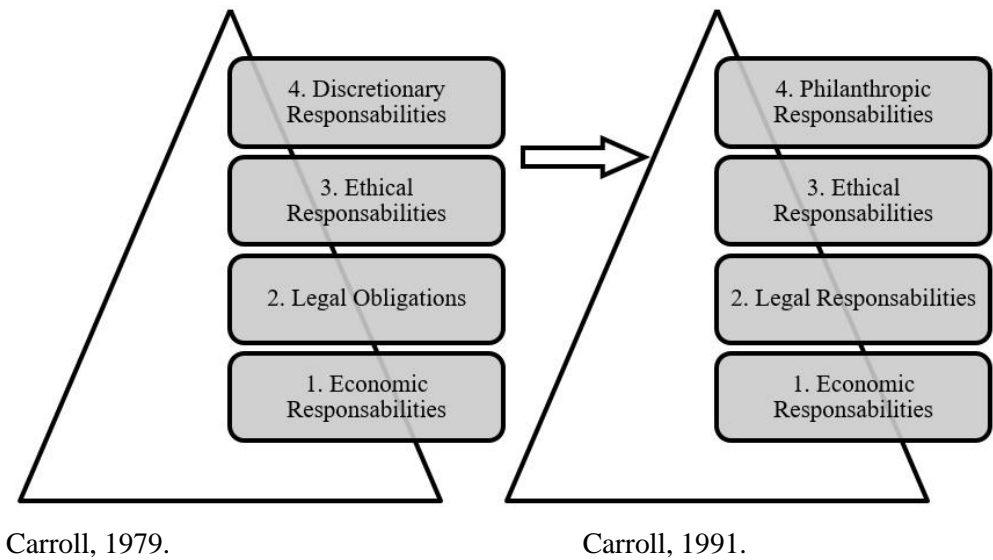 4. Discretionary
Responsabilities
3. Ethical
Responsabilities
2. Legal Obligations
1. Economic
Responsabilities
4. Philanthropic
Responsabilities
3. Ethical
Responsabilities
2. Legal Responsabilities
1. Economic
Responsabilities
Carroll, 1979.
Carroll, 1991.